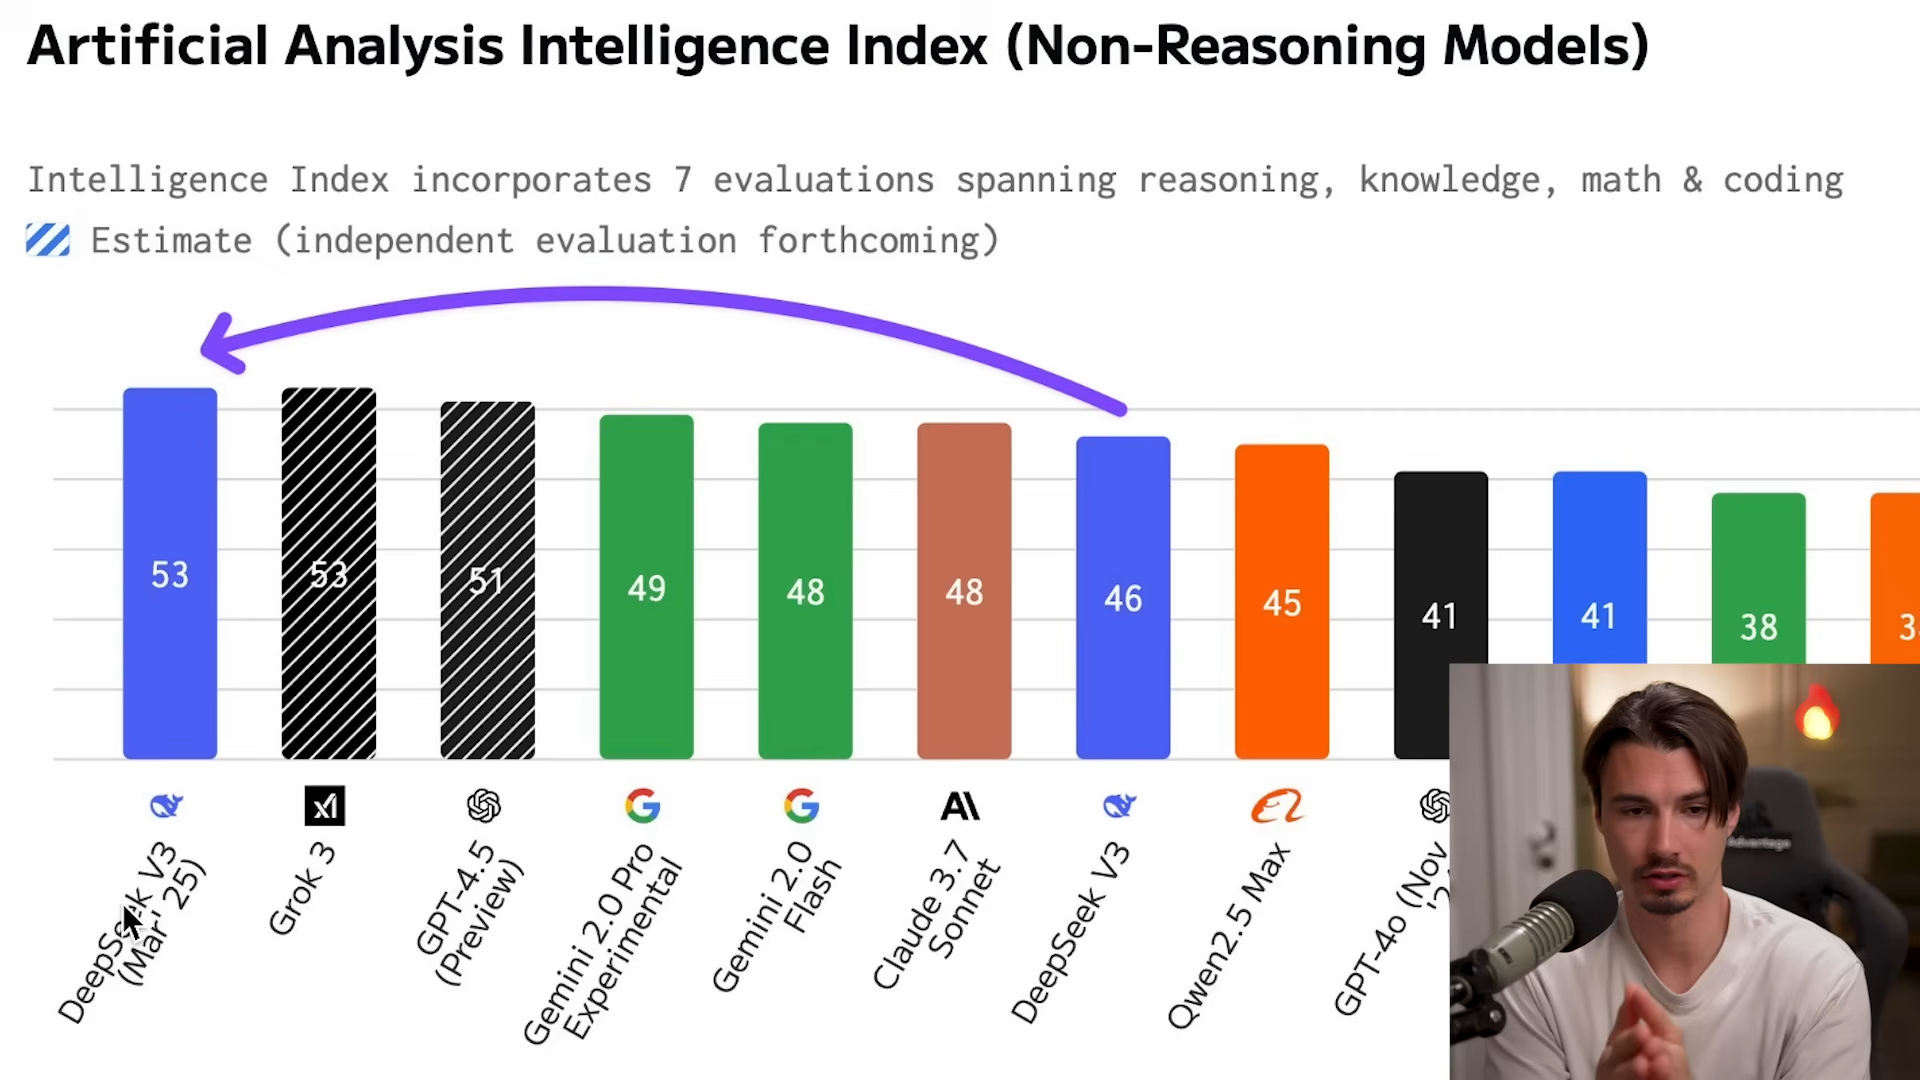 Artificial Analysis Intelligence Index (Non-Reasoning Models)
Intelligence Index incorporates 7 evaluations spanning reasoning, knowledge, math & coding
Estimate (independent evaluation forthcoming)
53
53
51
49
48
48
46
45
41
41
38
DeepSeek V3
(Mar' 25)
Grok 3
GPT-4.5
(Preview)
Gemini 2.0 Pro
Experimental
Gemini 2.0
Flash
Claude 3.7
Sonnet
DeepSeek V3
Qwen2.5 Max
GPT-4o (Nov